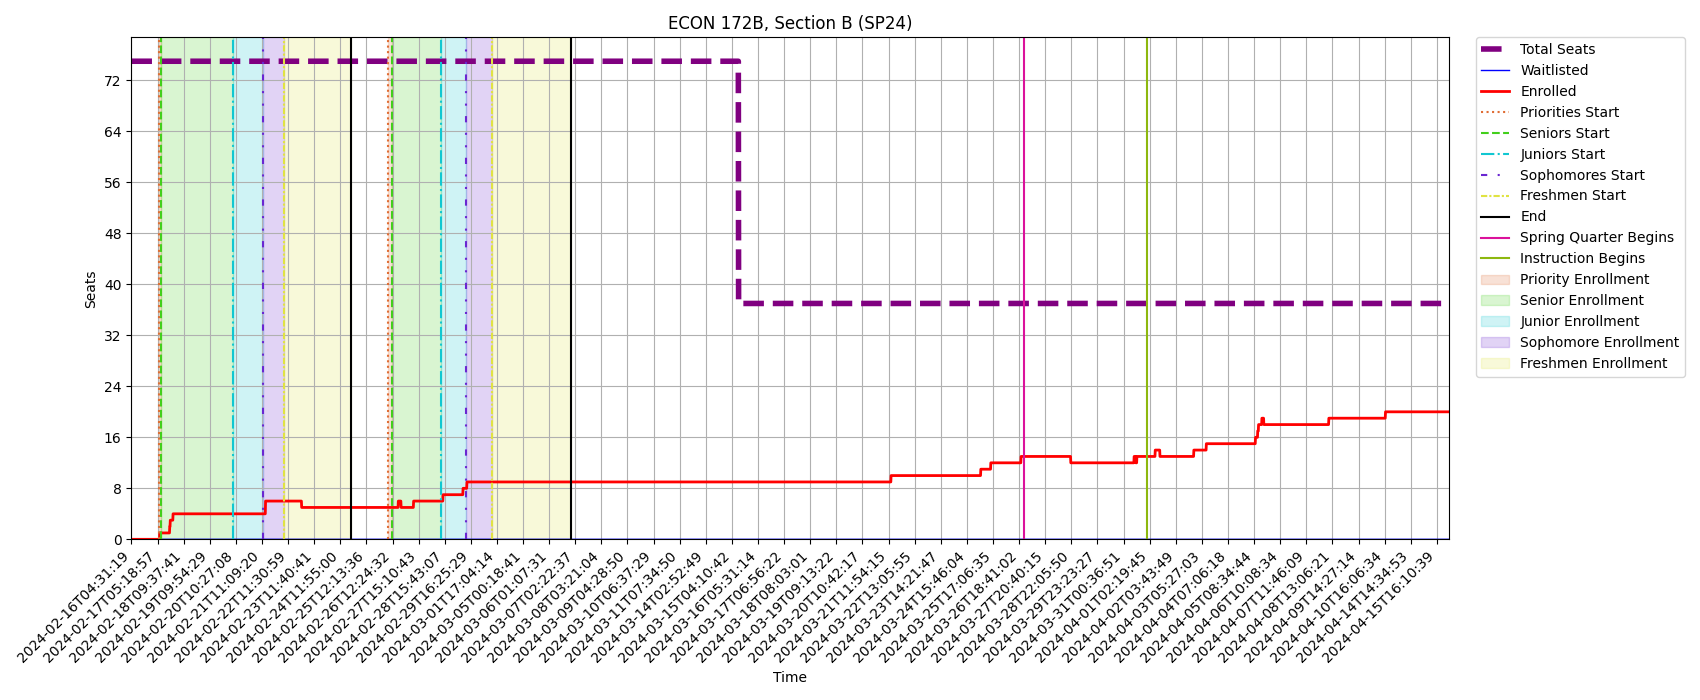 ECON 172B, Section B (SP24)
Seats
72
64
56
48
40
32
24
16
8
0
2024-02-16T04:31:19
2024-02-17T05:18:57
2024-02-18T09:37:41
2024-02-19T09:54:29
2024-02-20T10:27:08
2024-02-21T11:09:20
2024-02-22T11:30:59
2024-02-23T11:40:41
2024-02-24T11:55:00
2024-02-25T12:13:36
2024-02-26T12:24:32
2024-02-27T15:10:43
2024-02-28T15:43:07
2024-02-29T16:25:29
2024-03-01T17:04:14
2024-03-05T00:18:41
2024-03-06T01:07:31
2024-03-07T02:22:37
2024-03-08T03:21:04
2024-03-09T04:28:50
2024-03-10T06:37:29
2024-03-11T07:34:50
2024-03-14T02:52:49
2024-03-15T04:10:42
2024-03-16T05:31:14
2024-03-17T06:56:22
2024-03-18T08:03:01
2024-03-19T09:13:22
2024-03-20T10:42:17
2024-03-21T11:54:15
2024-03-22T13:05:55
2024-03-23T14:21:47
2024-03-24T15:46:04
2024-03-25T17:06:35
2024-03-26T18:41:02
2024-03-27T20:40:15
2024-03-28T22:05:50
2024-03-29T23:23:27
2024-03-31T00:36:51
2024-04-01T02:19:45
2024-04-02T03:43:49
2024-04-03T05:27:03
2024-04-04T07:06:18
2024-04-05T08:34:44
2024-04-06T10:08:34
2024-04-07T11:46:09
2024-04-08T13:06:21
2024-04-09T14:27:14
2024-04-10T16:06:34
2024-04-14T14:34:53
2024-04-15T16:10:39
Time
Total Seats
Waitlisted
Enrolled
Priorities Start
Seniors Start
Juniors Start
Sophomores Start
Freshmen Start
End
Spring Quarter Begins
Instruction Begins
Priority Enrollment
Senior Enrollment
Junior Enrollment
Sophomore Enrollment
Freshmen Enrollment